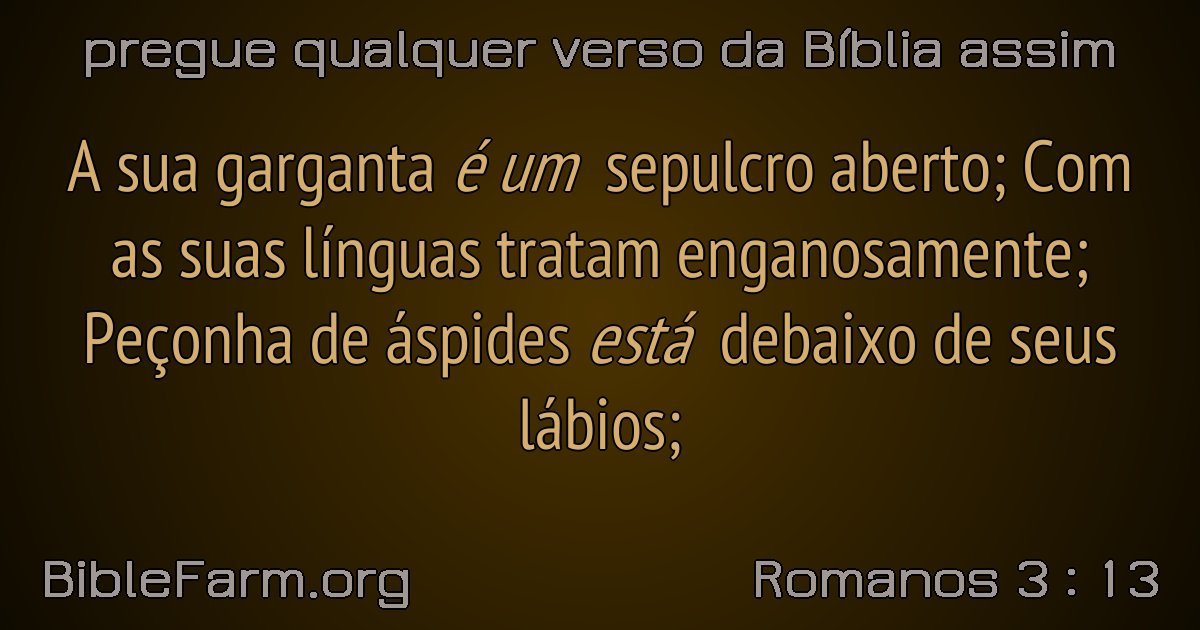 pregue qualquer verso da Bíblia assim
A sua garganta é um sepulcro aberto; Com
as suas línguas tratam enganosamente;
Peçonha de áspides está debaixo de seus
lábios;
BibleFarm.org
Romanos 3 : 13